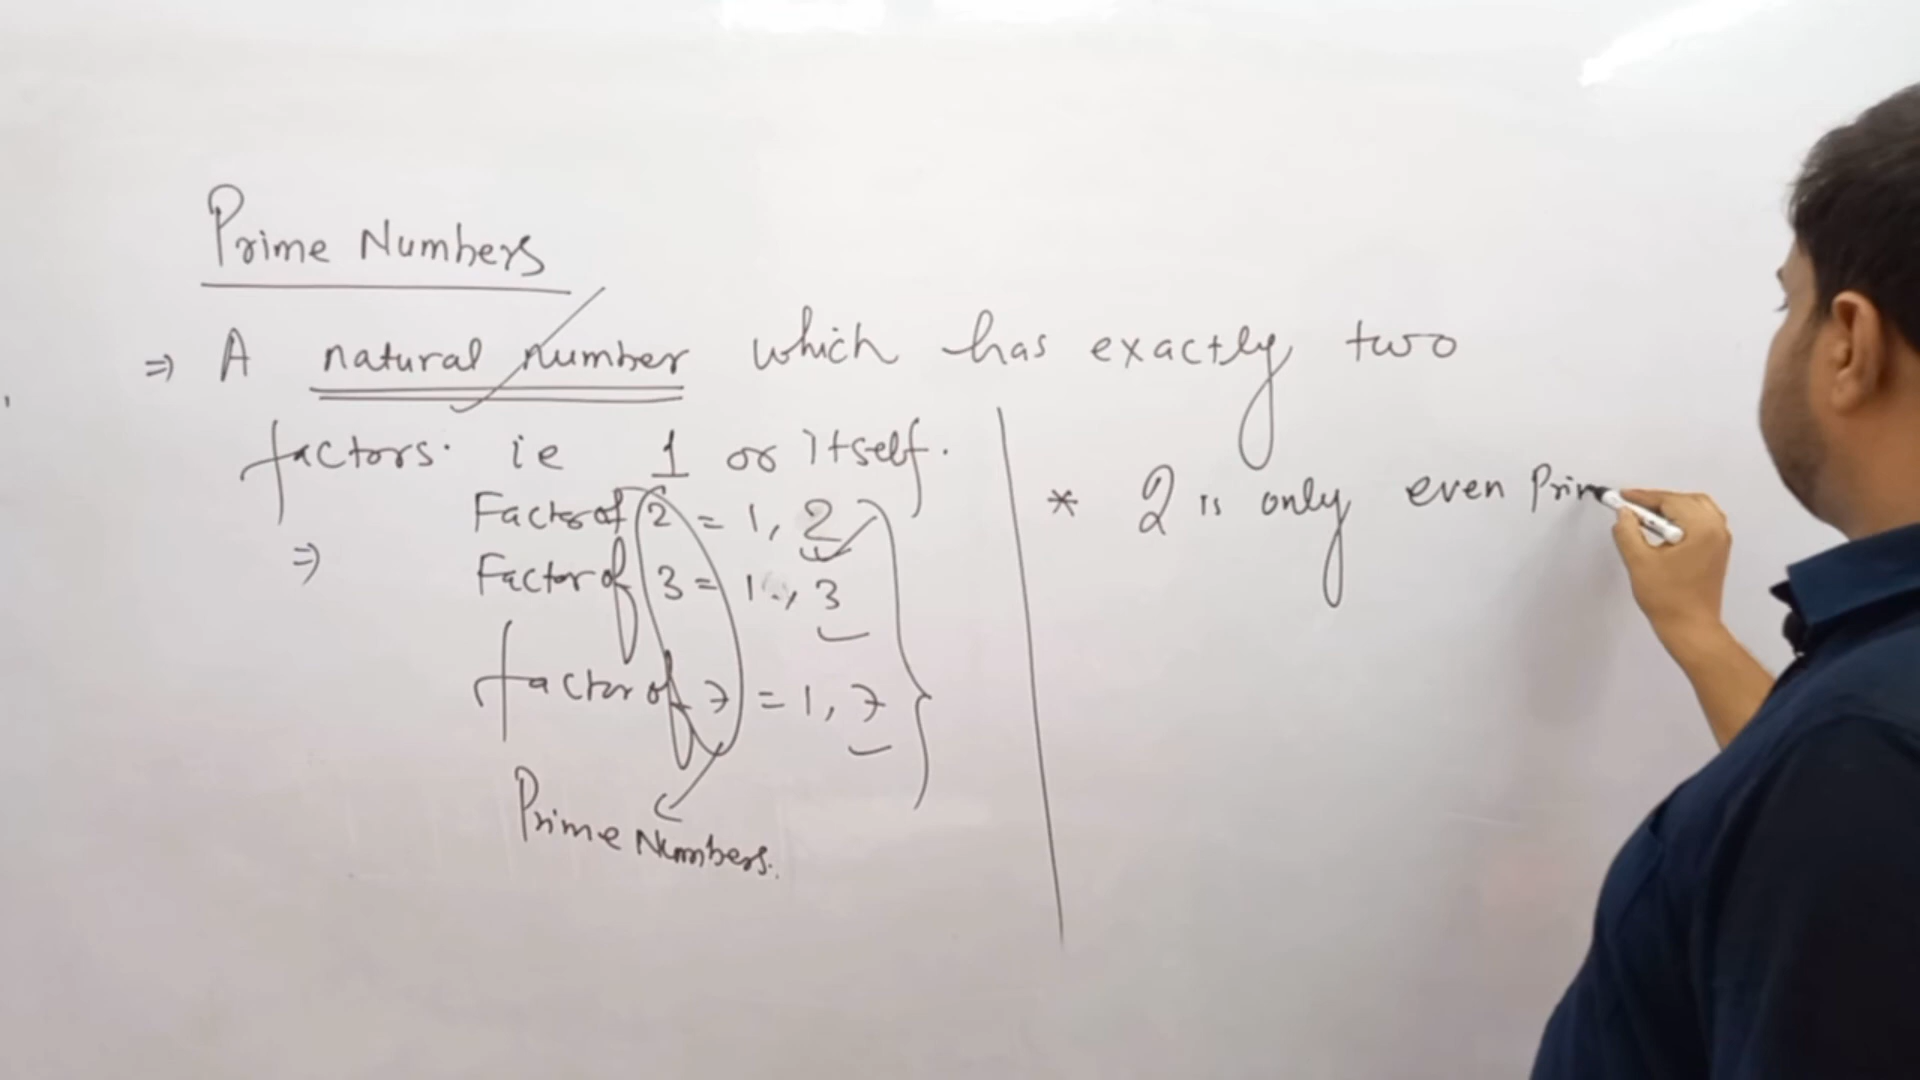 Prime Numbers
⇒ A natural number which has exactly two
factors. ie 1 or itself.
Factor of 2 = 1, 2
⇒ Factor of 3 = 1, 3
factor of 7 = 1, 7
Prime Numbers.
* 2 is only even Prim